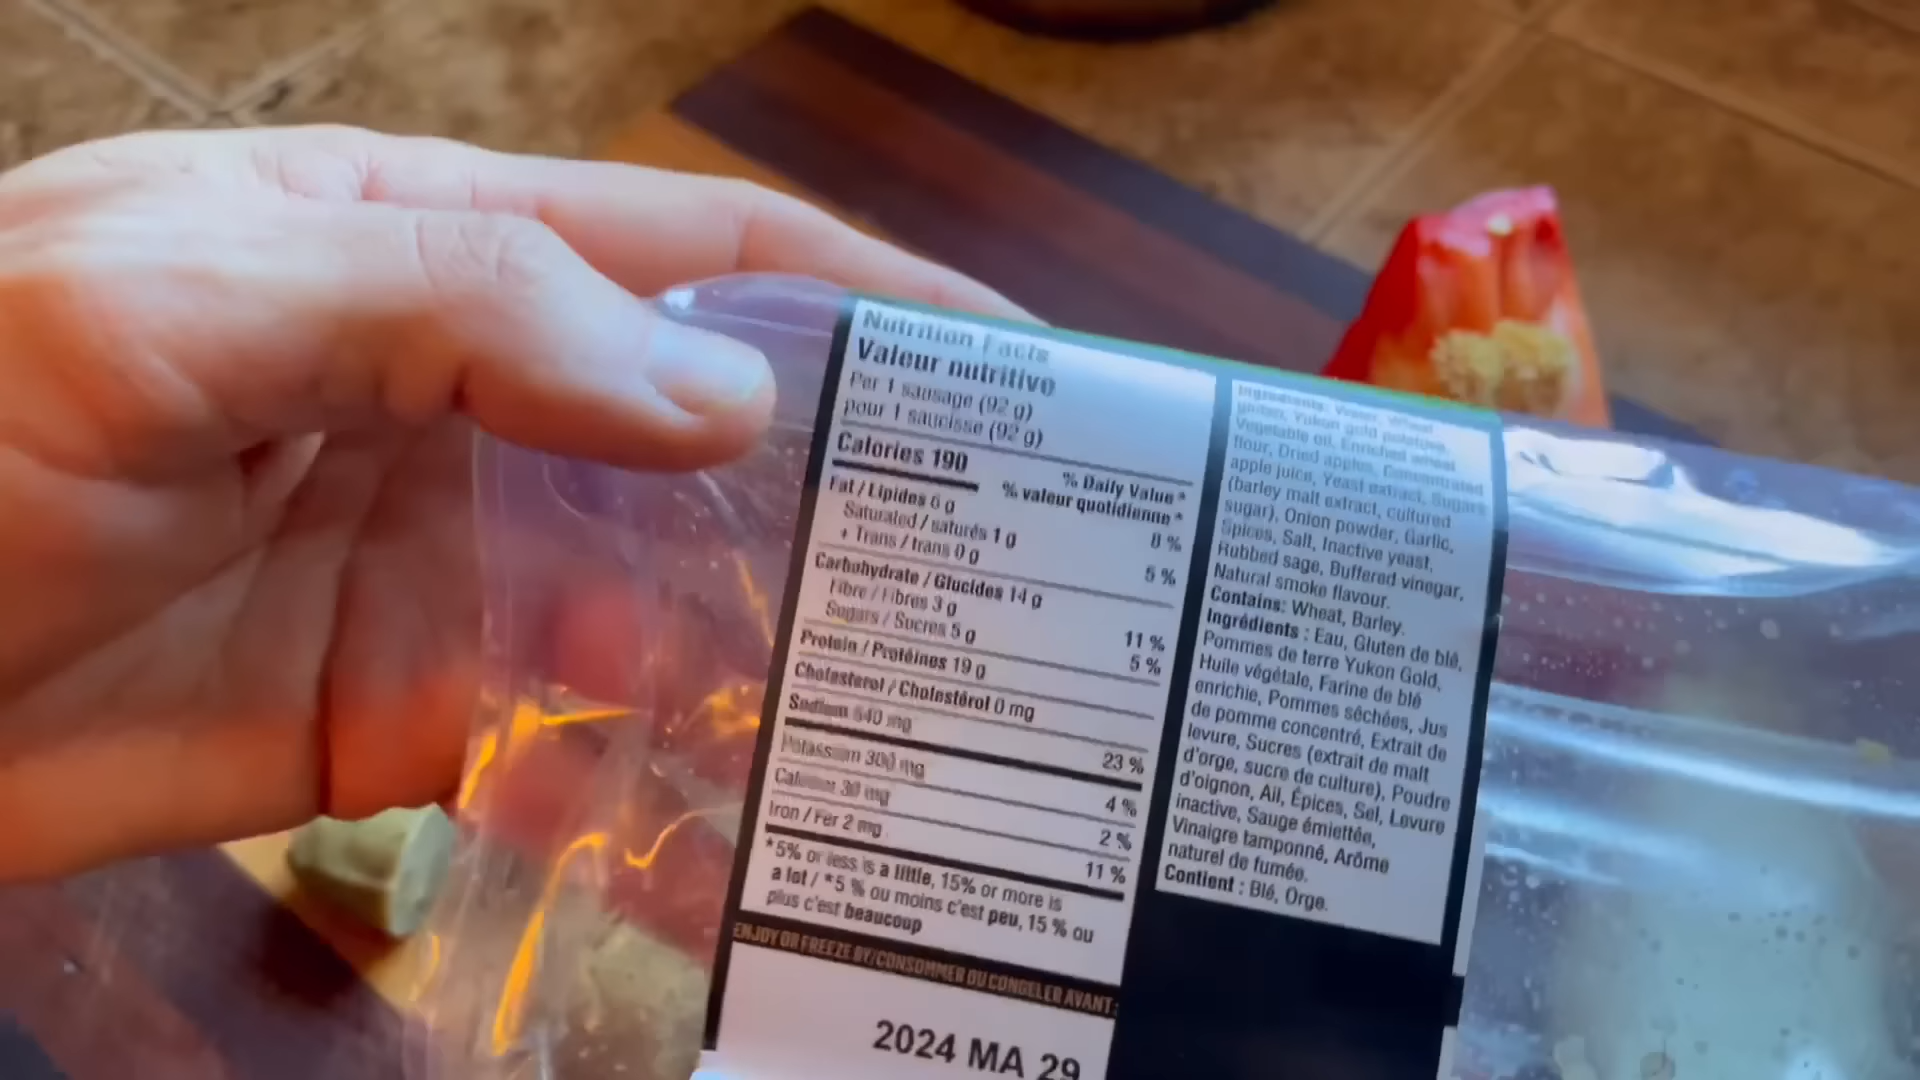 Nutrition Facts
Valeur nutritive
Per 1 sausage (92 g)
pour 1 saucisse (92 g)
Calories 190
% Daily Value *
% valeur quotidienne *
Fat / Lipides 6 g
8 %
Saturated / saturés 1 g
+ Trans / trans 0 g
5 %
Carbohydrate / Glucides 14 g
Fibre / Fibres 3 g
11 %
Sugars / Sucres 5 g
5 %
Protein / Protéines 19 g
Cholesterol / Cholestérol 0 mg
Sodium 540 mg
23 %
Potassium 300 mg
4 %
Calcium 30 mg
2 %
Iron / Fer 2 mg
11 %
*5% or less is a little, 15% or more is
a lot / *5 % ou moins c'est peu, 15 % ou
plus c'est beaucoup
ENJOY OR FREEZE BY/CONSOMMER OU CONGELER AVANT :
2024 MA 29
Ingredients: Water, Wheat
gluten, Yukon gold potatoes,
Vegetable oil, Enriched wheat
flour, Dried apples, Concentrated
apple juice, Yeast extract, Sugars
(barley malt extract, cultured
sugar), Onion powder, Garlic,
Spices, Salt, Inactive yeast,
Rubbed sage, Buffered vinegar,
Natural smoke flavour.
Contains: Wheat, Barley.
Ingrédients : Eau, Gluten de blé,
Pommes de terre Yukon Gold,
Huile végétale, Farine de blé
enrichie, Pommes séchées, Jus
de pomme concentré, Extrait de
levure, Sucres (extrait de malt
d'orge, sucre de culture), Poudre
d'oignon, Ail, Épices, Sel, Levure
inactive, Sauge émiettée,
Vinaigre tamponné, Arôme
naturel de fumée.
Contient : Blé, Orge.